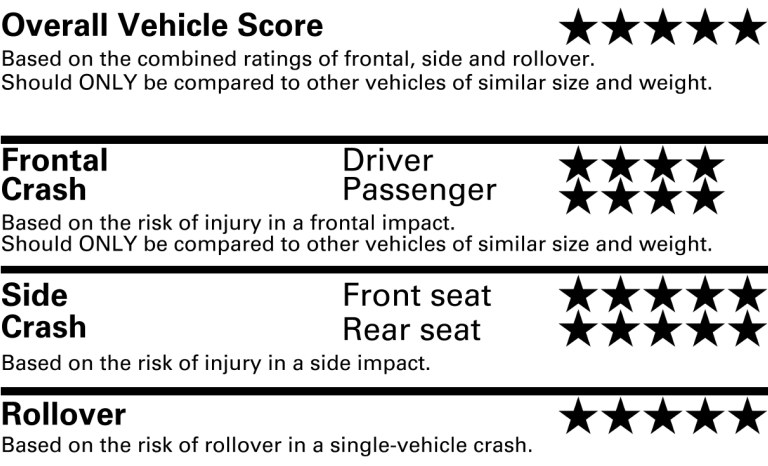 Overall Vehicle Score ★★★★★
Based on the combined ratings of frontal, side and rollover.
Should ONLY be compared to other vehicles of similar size and weight.
Frontal Driver ★★★★
Crash Passenger ★★★★
Based on the risk of injury in a frontal impact.
Should ONLY be compared to other vehicles of similar size and weight.
Side Front seat ★★★★★
Crash Rear seat ★★★★★
Based on the risk of injury in a side impact.
Rollover ★★★★★
Based on the risk of rollover in a single-vehicle crash.